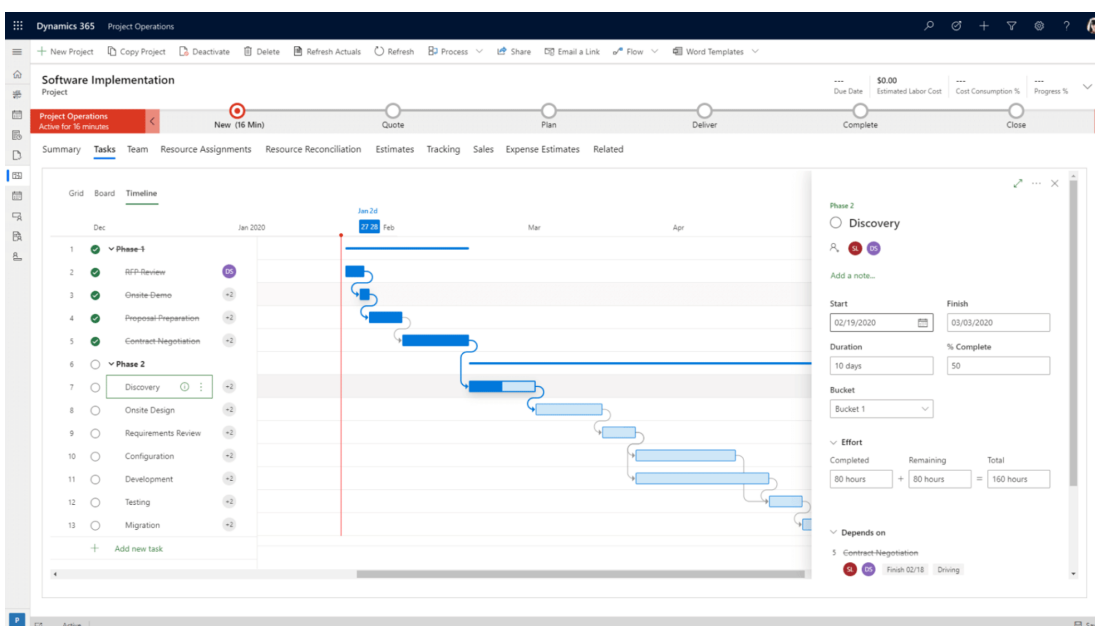 Dynamics 365 Project Operations
New Project Copy Project Deactivate Delete Refresh Actuals Refresh Process Share Email a Link Flow Word Templates
Software Implementation
Project
--- $0.00 --- ---
Due Date Estimated Labor Cost Cost Consumption % Progress %
Project Operations
Active for 16 minutes
New (16 Min) Quote Plan Deliver Complete Close
Summary Tasks Team Resource Assignments Resource Reconciliation Estimates Tracking Sales Expense Estimates Related
Grid Board Timeline
Jan 2d
Dec Jan 2020 27 28 Feb Mar Apr
1 Phase 1
2 RFP Review DS
3 Onsite Demo +2
4 Proposal Preparation +2
5 Contract Negotiation +2
6 Phase 2
7 Discovery +2
8 Onsite Design +2
9 Requirements Review +2
10 Configuration +2
11 Development +2
12 Testing +2
13 Migration +2
Add new task
Phase 2
Discovery
SL DS
Add a note...
Start Finish
02/19/2020 03/03/2020
Duration % Complete
10 days 50
Bucket
Bucket 1
Effort
Completed Remaining Total
80 hours + 80 hours = 160 hours
Depends on
5 Contract Negotiation
SL DS Finish 02/18 Driving
P
Active